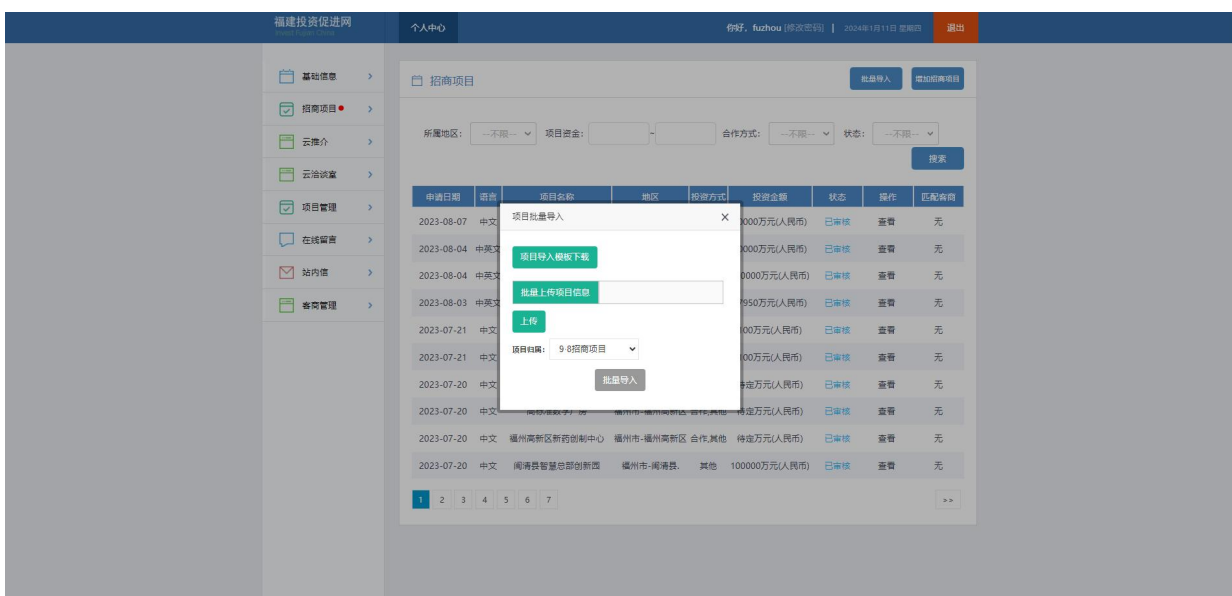 福建投资促进网
Invest Fujian China
个人中心
你好，fuzhou [修改密码] | 2024年1月11日 星期四
退出
基础信息
招商项目
云推介
云洽谈室
项目管理
在线留言
站内信
客商管理
招商项目
批量导入
增加招商项目
所属地区： ---不限--- 项目资金： - 合作方式： ---不限--- 状态： ---不限---
搜索
申请日期 语言 项目名称 地区 投资方式 投资金额 状态 操作 匹配客商
2023-08-07 中文 0000万元(人民币) 已审核 查看 无
2023-08-04 中英文 0000万元(人民币) 已审核 查看 无
2023-08-04 中英文 0000万元(人民币) 已审核 查看 无
2023-08-03 中英文 7950万元(人民币) 已审核 查看 无
2023-07-21 中文 00万元(人民币) 已审核 查看 无
2023-07-21 中文 00万元(人民币) 已审核 查看 无
2023-07-20 中文 待定万元(人民币) 已审核 查看 无
2023-07-20 中文 福州市-福州高新区 合作,其他 待定万元(人民币) 已审核 查看 无
2023-07-20 中文 福州高新区新药创制中心 福州市-福州高新区 合作,其他 待定万元(人民币) 已审核 查看 无
2023-07-20 中文 闽清县智慧总部创新园 福州市-闽清县. 其他 100000万元(人民币) 已审核 查看 无
1 2 3 4 5 6 7 >>
项目批量导入 X
项目导入模板下载
批量上传项目信息
上传
项目归属： 9·8招商项目
批量导入